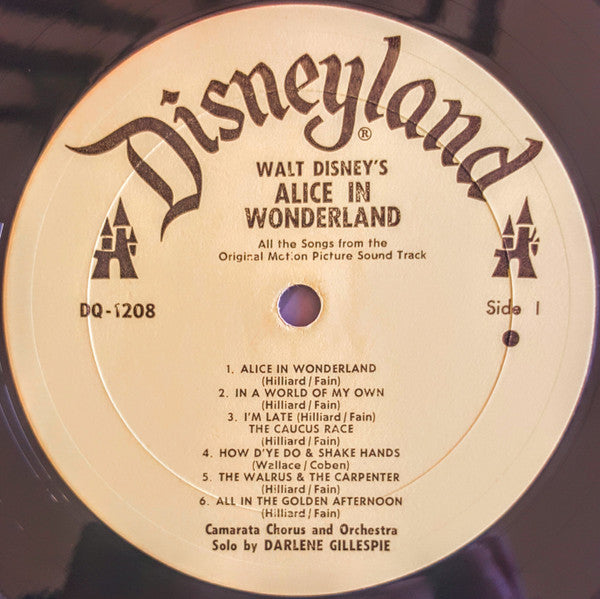 Disneyland
®
WALT DISNEY'S
ALICE IN
WONDERLAND
All the Songs from the
Original Motion Picture Sound Track
DQ-1208
Side 1
1. ALICE IN WONDERLAND
(Hilliard/Fain)
2. IN A WORLD OF MY OWN
(Hilliard/Fain)
3. I'M LATE (Hilliard/Fain)
THE CAUCUS RACE
(Hilliard/Fain)
4. HOW D'YE DO & SHAKE HANDS
(Wallace/Coben)
5. THE WALRUS & THE CARPENTER
(Hilliard/Fain)
6. ALL IN THE GOLDEN AFTERNOON
(Hilliard/Fain)
Camarata Chorus and Orchestra
Solo by DARLENE GILLESPIE